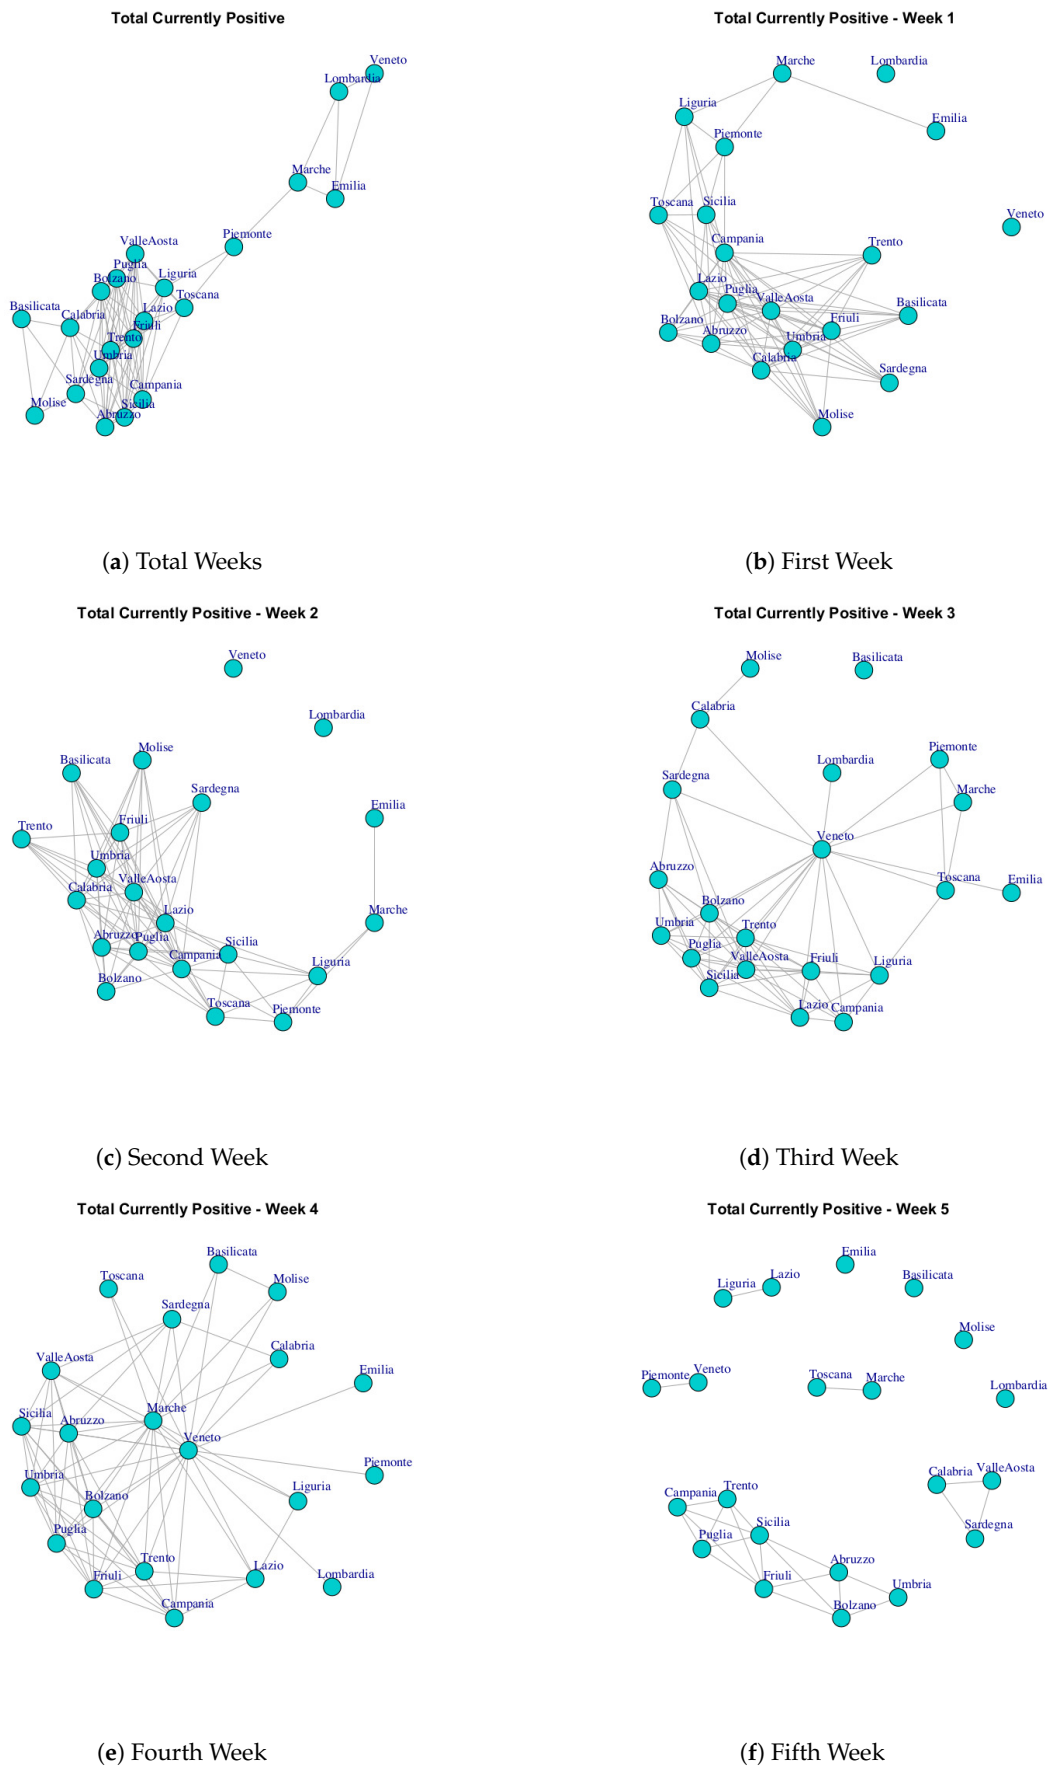 Total Currently Positive
Veneto
Lombardia
Marche
Emilia
Piemonte
ValleAosta
Puglia
Bolzano
Liguria
Toscana
Basilicata
Calabria
Lazio
Friuli
Trento
Umbria
Sardegna
Campania
Molise
Sicilia
Abruzzo
(a) Total Weeks
Total Currently Positive - Week 1
Marche
Lombardia
Liguria
Emilia
Piemonte
Toscana
Sicilia
Veneto
Campania
Trento
Lazio
Puglia
ValleAosta
Basilicata
Bolzano
Abruzzo
Friuli
Umbria
Calabria
Sardegna
Molise
(b) First Week
Total Currently Positive - Week 2
Veneto
Lombardia
Molise
Basilicata
Sardegna
Emilia
Trento
Friuli
Umbria
Calabria
ValleAosta
Lazio
Marche
Abruzzo
Puglia
Sicilia
Campania
Liguria
Bolzano
Toscana
Piemonte
(c) Second Week
Total Currently Positive - Week 3
Molise
Basilicata
Calabria
Piemonte
Lombardia
Sardegna
Marche
Veneto
Abruzzo
Toscana
Emilia
Bolzano
Umbria
Trento
Puglia
ValleAosta
Friuli
Liguria
Sicilia
Lazio
Campania
(d) Third Week
Total Currently Positive - Week 4
Basilicata
Toscana
Molise
Sardegna
Calabria
ValleAosta
Emilia
Sicilia
Abruzzo
Marche
Veneto
Umbria
Piemonte
Bolzano
Liguria
Puglia
Trento
Friuli
Lazio
Lombardia
Campania
(e) Fourth Week
Total Currently Positive - Week 5
Emilia
Liguria
Lazio
Basilicata
Molise
Piemonte
Veneto
Toscana
Marche
Lombardia
Calabria
ValleAosta
Campania
Trento
Puglia
Sicilia
Sardegna
Abruzzo
Friuli
Umbria
Bolzano
(f) Fifth Week